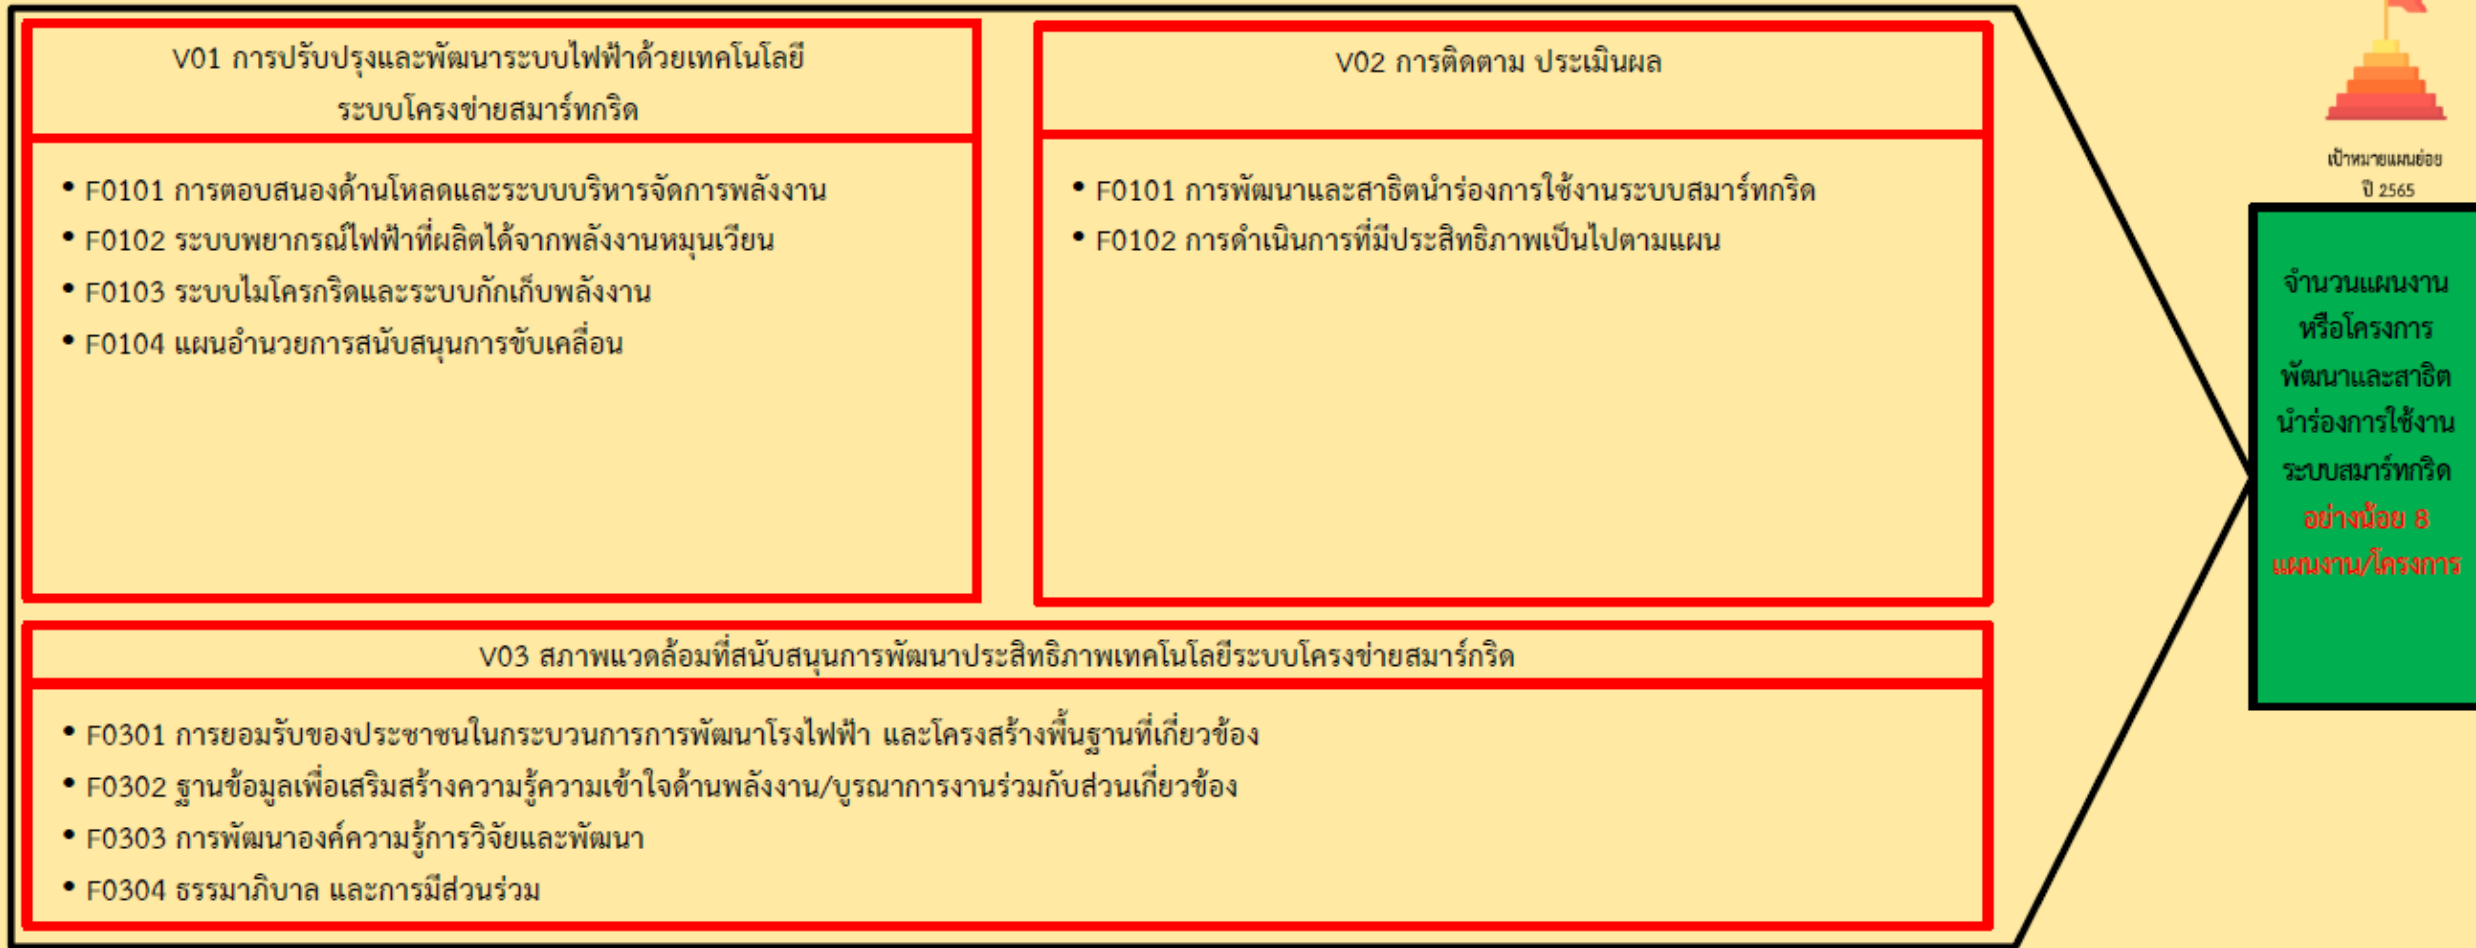 V01 การปรับปรุงและพัฒนาระบบไฟฟ้าด้วยเทคโนโลยี
ระบบโครงข่ายสมาร์ทกริด
• F0101 การตอบสนองด้านโหลดและระบบบริหารจัดการพลังงาน
• F0102 ระบบพยากรณ์ไฟฟ้าที่ผลิตได้จากพลังงานหมุนเวียน
• F0103 ระบบไมโครกริดและระบบกักเก็บพลังงาน
• F0104 แผนอำนวยการสนับสนุนการขับเคลื่อน
V02 การติดตาม ประเมินผล
• F0101 การพัฒนาและสาธิตนำร่องการใช้งานระบบสมาร์ทกริด
• F0102 การดำเนินการที่มีประสิทธิภาพเป็นไปตามแผน
V03 สภาพแวดล้อมที่สนับสนุนการพัฒนาประสิทธิภาพเทคโนโลยีระบบโครงข่ายสมาร์กริด
• F0301 การยอมรับของประชาชนในกระบวนการการพัฒนาโรงไฟฟ้า และโครงสร้างพื้นฐานที่เกี่ยวข้อง
• F0302 ฐานข้อมูลเพื่อเสริมสร้างความรู้ความเข้าใจด้านพลังงาน/บูรณาการงานร่วมกับส่วนเกี่ยวข้อง
• F0303 การพัฒนาองค์ความรู้การวิจัยและพัฒนา
• F0304 ธรรมาภิบาล และการมีส่วนร่วม
เป้าหมายแผนย่อย
ปี 2565
จำนวนแผนงาน
หรือโครงการ
พัฒนาและสาธิต
นำร่องการใช้งาน
ระบบสมาร์ทกริด
อย่างน้อย 8
แผนงาน/โครงการ